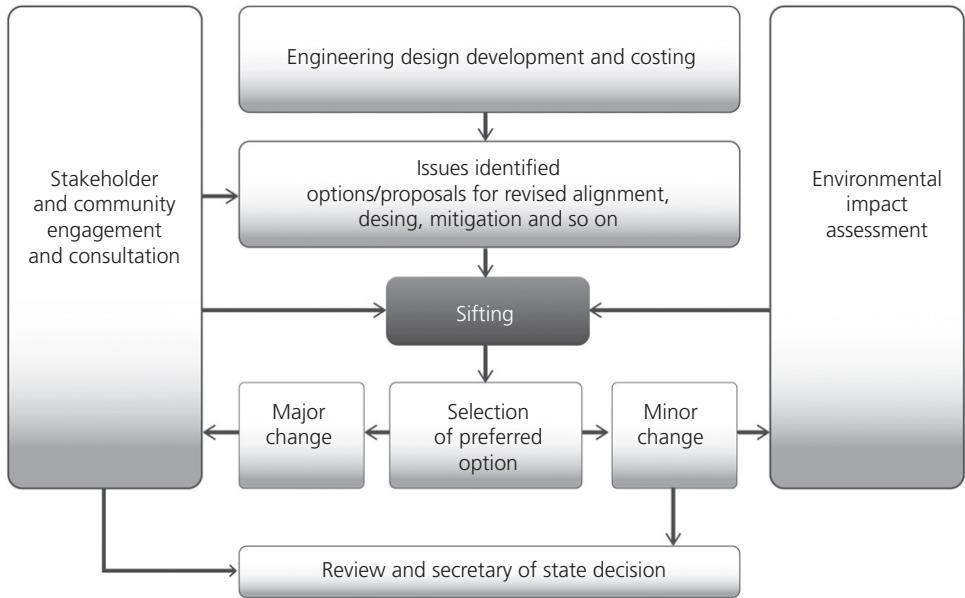 Engineering design development and costing
Stakeholder
and community
engagement
and consultation
Issues identified
options/proposals for revised alignment,
desing, mitigation and so on
Environmental
impact
assessment
Sifting
Major
change
Selection
of preferred
option
Minor
change
Review and secretary of state decision